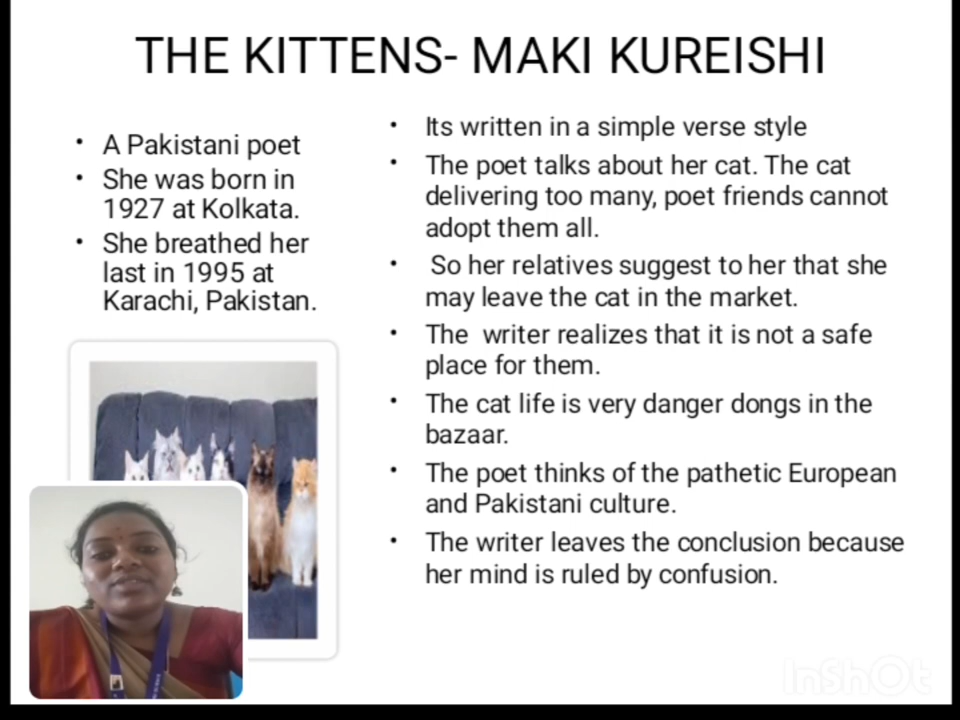 THE KITTENS- MAKI KUREISHI
• A Pakistani poet
• She was born in
1927 at Kolkata.
• She breathed her
last in 1995 at
Karachi, Pakistan.
• Its written in a simple verse style
• The poet talks about her cat. The cat
delivering too many, poet friends cannot
adopt them all.
• So her relatives suggest to her that she
may leave the cat in the market.
• The writer realizes that it is not a safe
place for them.
• The cat life is very danger dongs in the
bazaar.
• The poet thinks of the pathetic European
and Pakistani culture.
• The writer leaves the conclusion because
her mind is ruled by confusion.
InShOt